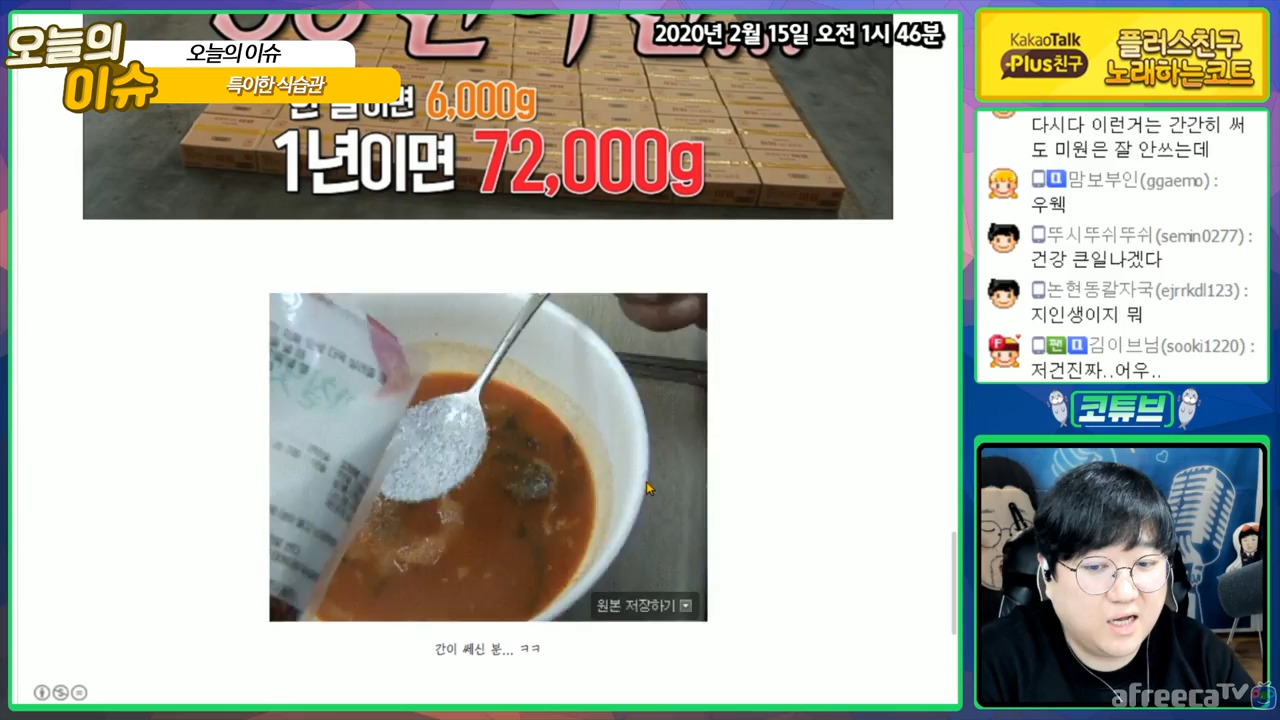 오늘의
이슈
오늘의 이슈
특이한 식습관
2020년 2월 15일 오전 1시 46분
한 달이면 6,000g
1년이면 72,000g
원본 저장하기
간이 쎄신 분... ㅋㅋ
KakaoTalk
Plus친구
플러스친구
노래하는코트
다시다 이런거는 간간히 써
도 미원은 잘 안쓰는데
맘보부인(ggaemo) :
우웩
뚜시뚜쉬뚜쉬(semin0277) :
건강 큰일나겠다
논현동칼자국(ejrrkdl123) :
지인생이지 뭐
F 팬 김이브님(sooki1220) :
저건진짜..어우..
코튜브
afreecaTV